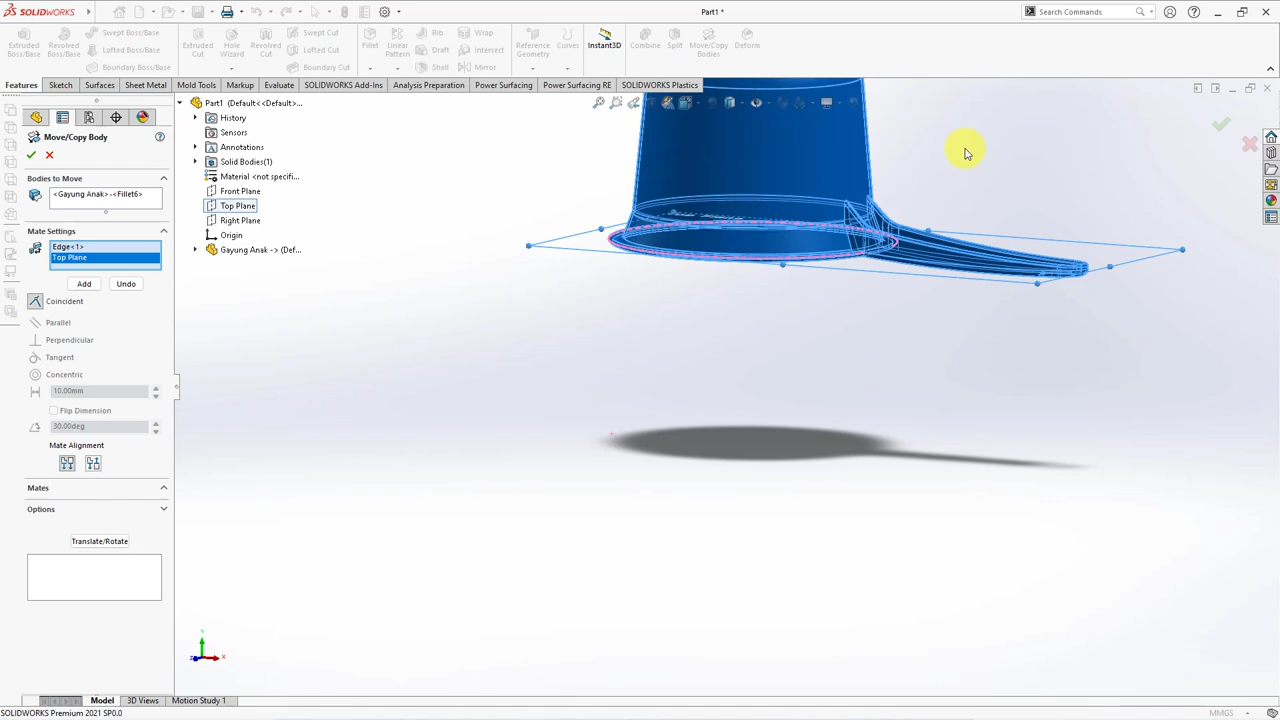 SOLIDWORKS
Part1 *
Search Commands
Extruded Boss/Base
Revolved Boss/Base
Swept Boss/Base
Lofted Boss/Base
Boundary Boss/Base
Extruded Cut
Hole Wizard
Revolved Cut
Swept Cut
Lofted Cut
Boundary Cut
Fillet
Linear Pattern
Rib
Draft
Shell
Wrap
Intersect
Mirror
Reference Geometry
Curves
Instant3D
Combine
Split
Move/Copy Bodies
Deform
Features
Sketch
Surfaces
Sheet Metal
Mold Tools
Markup
Evaluate
SOLIDWORKS Add-Ins
Analysis Preparation
Power Surfacing
Power Surfacing RE
SOLIDWORKS Plastics
Move/Copy Body
Bodies to Move
<Gayung Anak>-<Fillet6>
Mate Settings
Edge<1>
Top Plane
Add
Undo
Coincident
Parallel
Perpendicular
Tangent
Concentric
10.00mm
Flip Dimension
30.00deg
Mate Alignment
Mates
Options
Translate/Rotate
Part1 (Default<<Default>...
History
Sensors
Annotations
Solid Bodies(1)
Material <not specifi...
Front Plane
Top Plane
Right Plane
Origin
Gayung Anak -> (Def...
Y
X
Z
Model
3D Views
Motion Study 1
SOLIDWORKS Premium 2021 SP0.0
MMGS